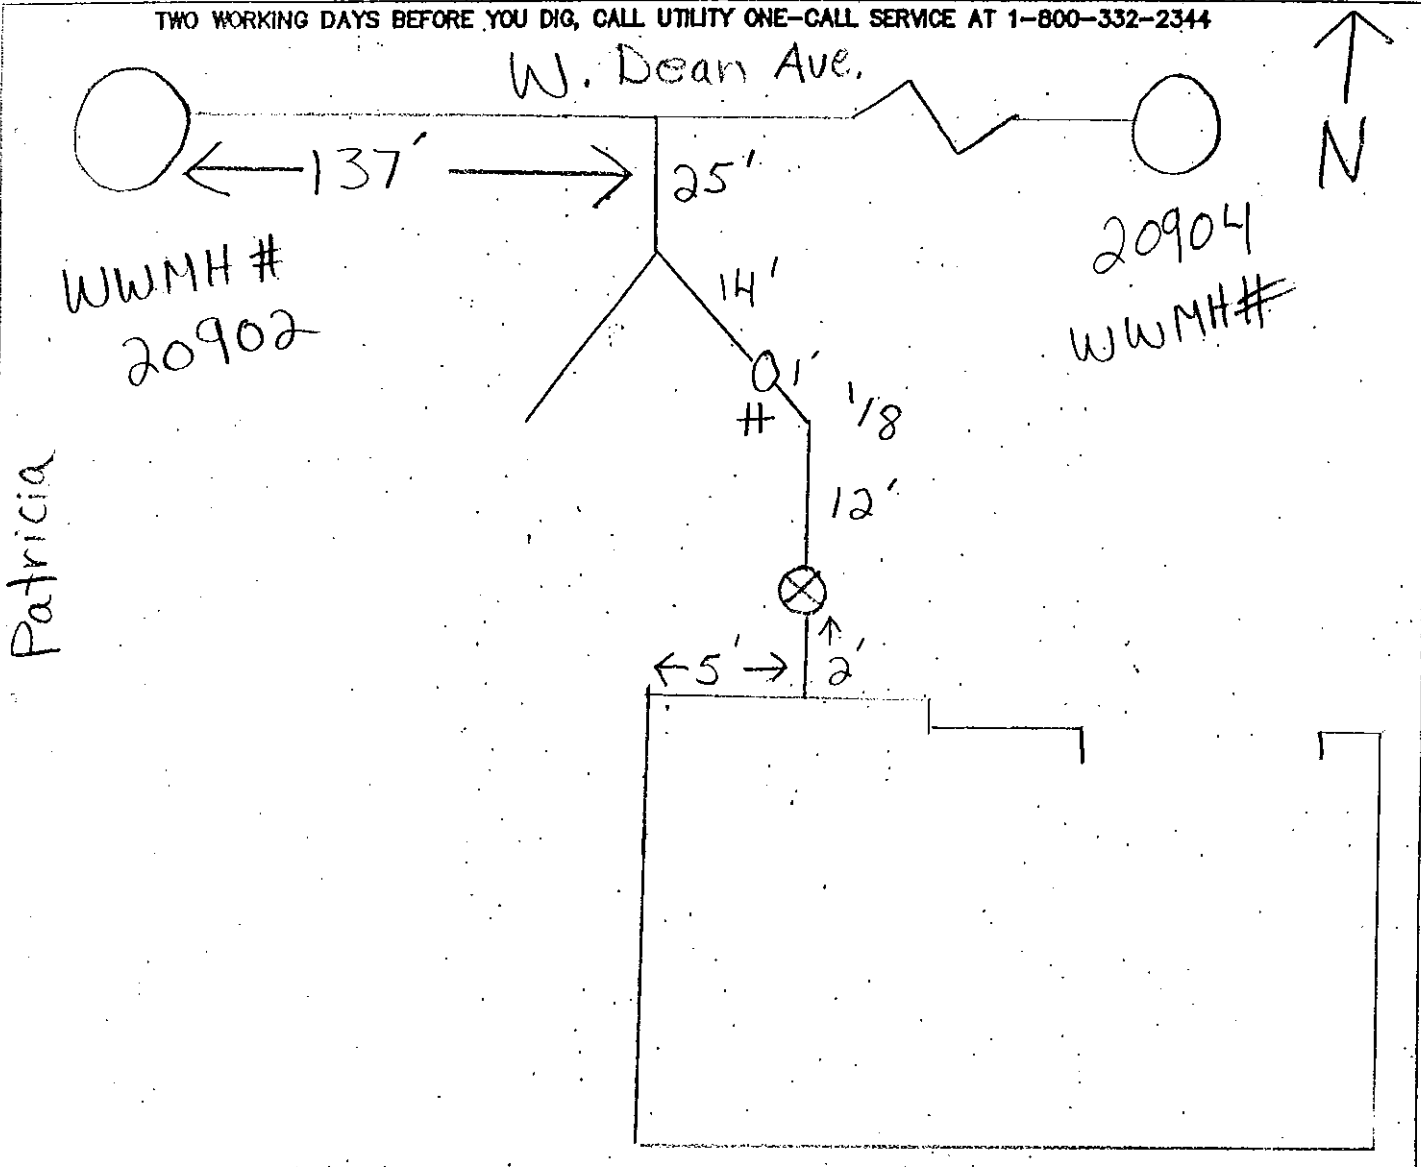 TWO WORKING DAYS BEFORE YOU DIG, CALL UTILITY ONE-CALL SERVICE AT 1-800-332-2344
W. Dean Ave.
N
137'
25'
WWMH#
20902
20904
WWMH#
14'
1'
#
1/8
12'
Patricia
5'
2'